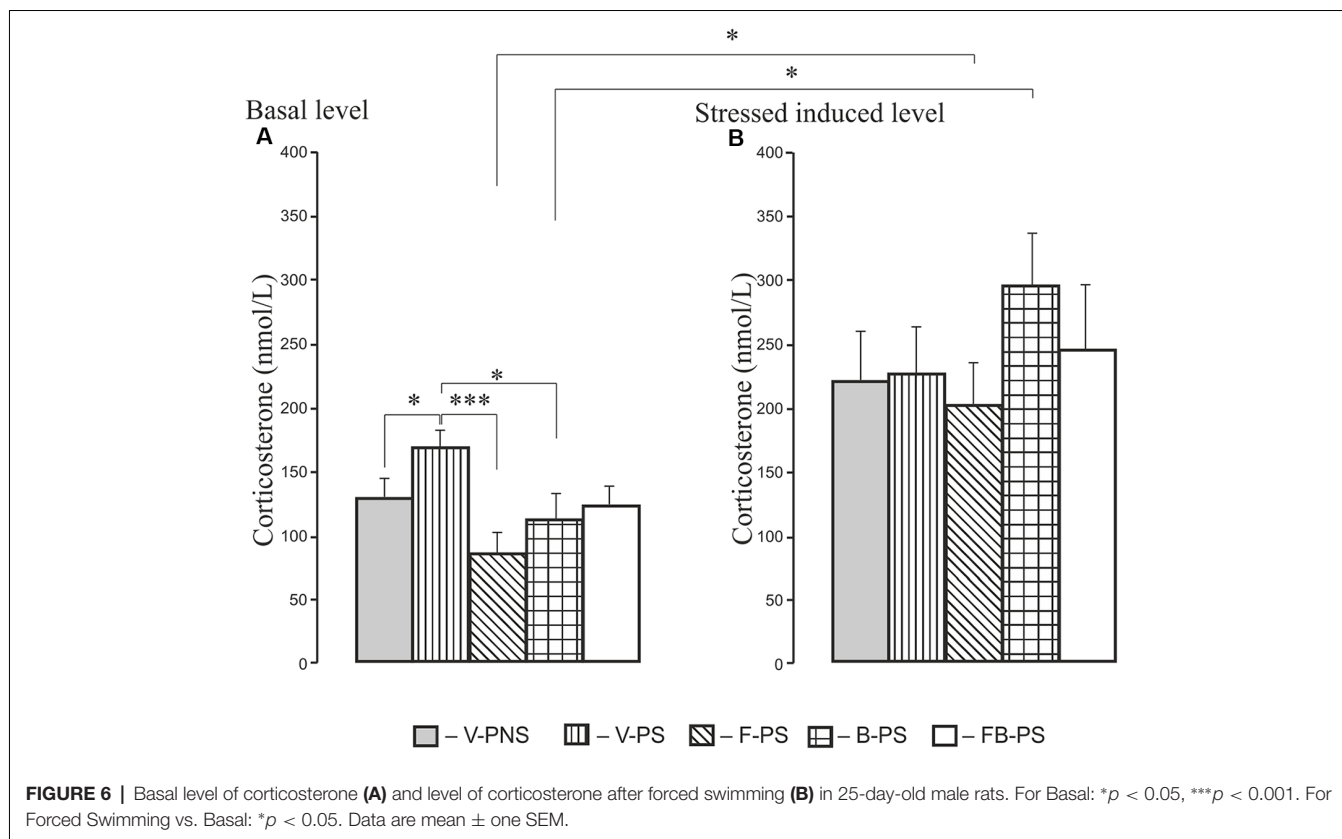 *
*
Basal level
Stressed induced level
A
B
400
350
300
250
200
150
100
50
0
Corticosterone (nmol/L)
*
***
*
400
350
300
250
200
150
100
50
0
Corticosterone (nmol/L)
– V-PNS – V-PS – F-PS – B-PS – FB-PS
FIGURE 6 | Basal level of corticosterone (A) and level of corticosterone after forced swimming (B) in 25-day-old male rats. For Basal: *p < 0.05, ***p < 0.001. For
Forced Swimming vs. Basal: *p < 0.05. Data are mean ± one SEM.